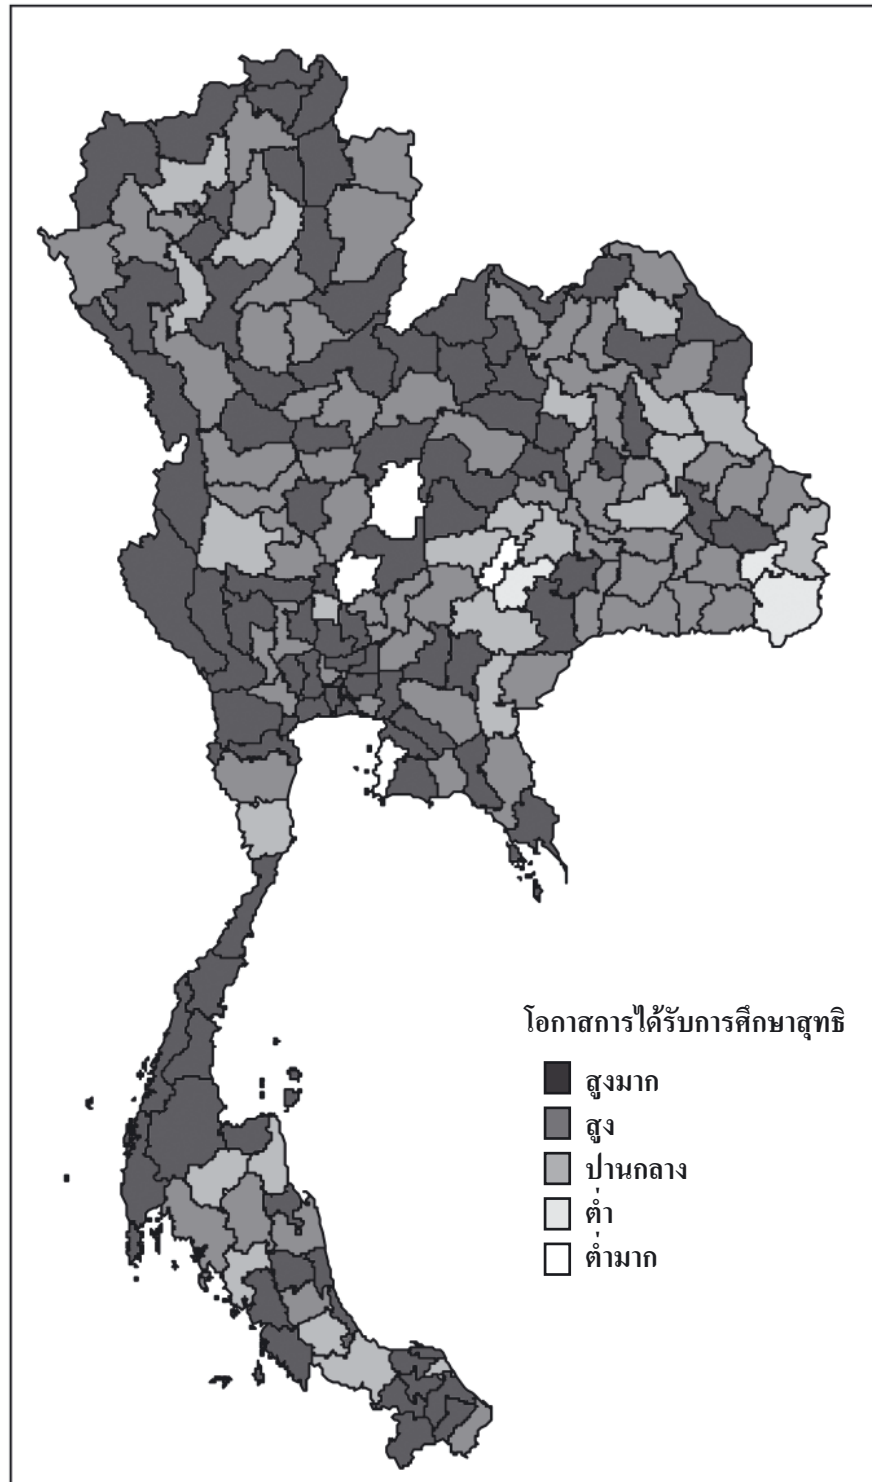 โอกาสการได้รับการศึกษาสุทธิ
สูงมาก
สูง
ปานกลาง
ต่ำ
ต่ำมาก